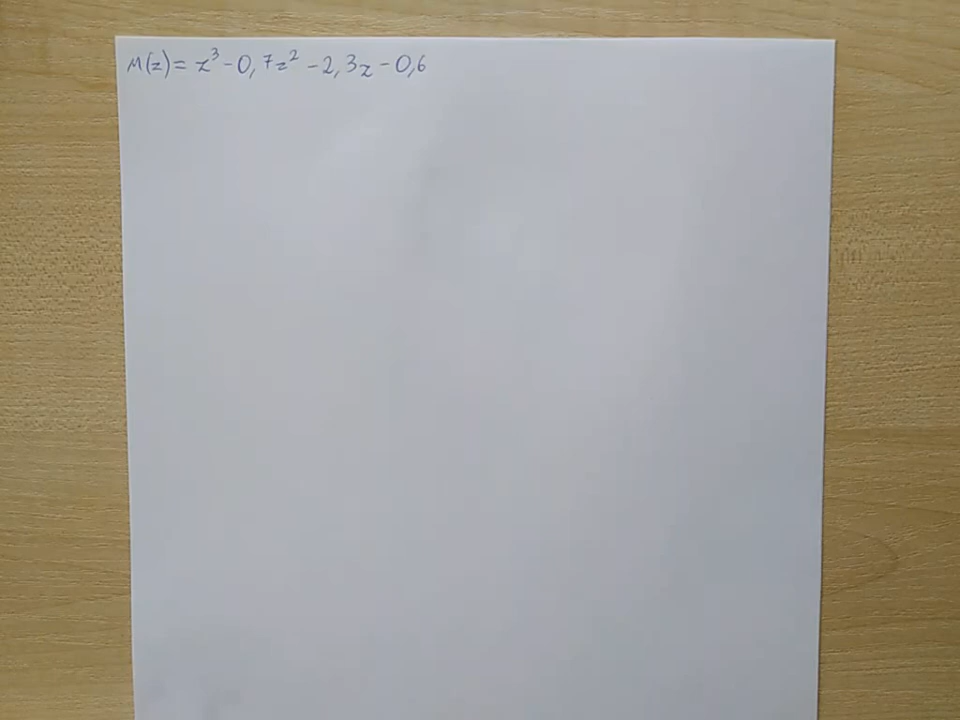 M(z) = z³ - 0,7z² - 2,3z - 0,6